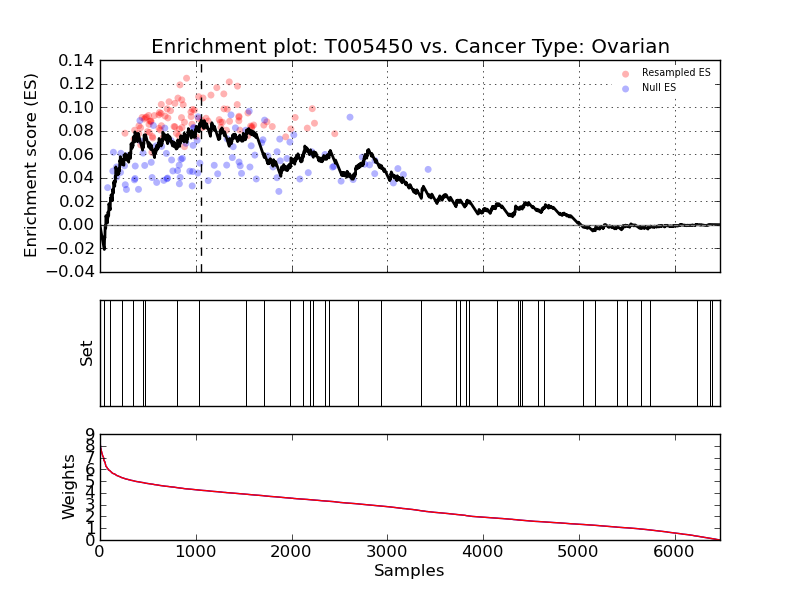 Enrichment plot: T005450 vs. Cancer Type: Ovarian
Enrichment score (ES)
0.14
0.12
0.10
0.08
0.06
0.04
0.02
0.00
−0.02
−0.04
Resampled ES
Null ES
Set
Weights
9
8
7
6
5
4
3
2
1
0
0 1000 2000 3000 4000 5000 6000
Samples